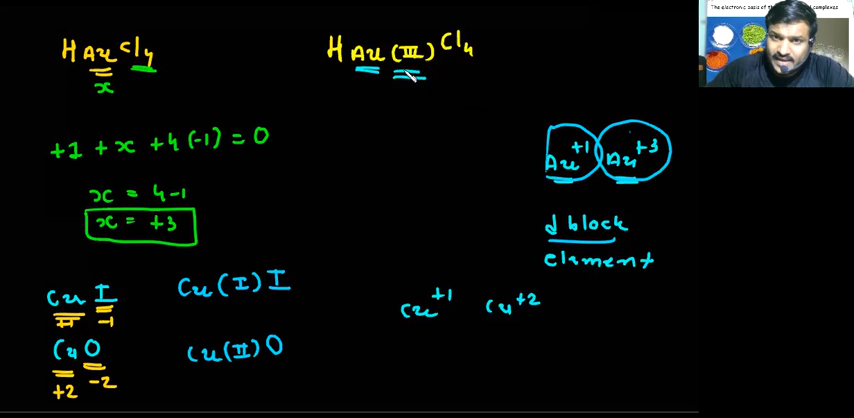 HAuCl₄
x
HAu(III)Cl₄
+1 + x + 4(-1) = 0
x = 4-1
x = +3
Au⁺¹ Au⁺³
d block
element
CuI
+1 -1
Cu(I)I
Cu⁺¹ Cu⁺²
CuO
+2 -2
Cu(II)O
The electronic basis of the
complexes